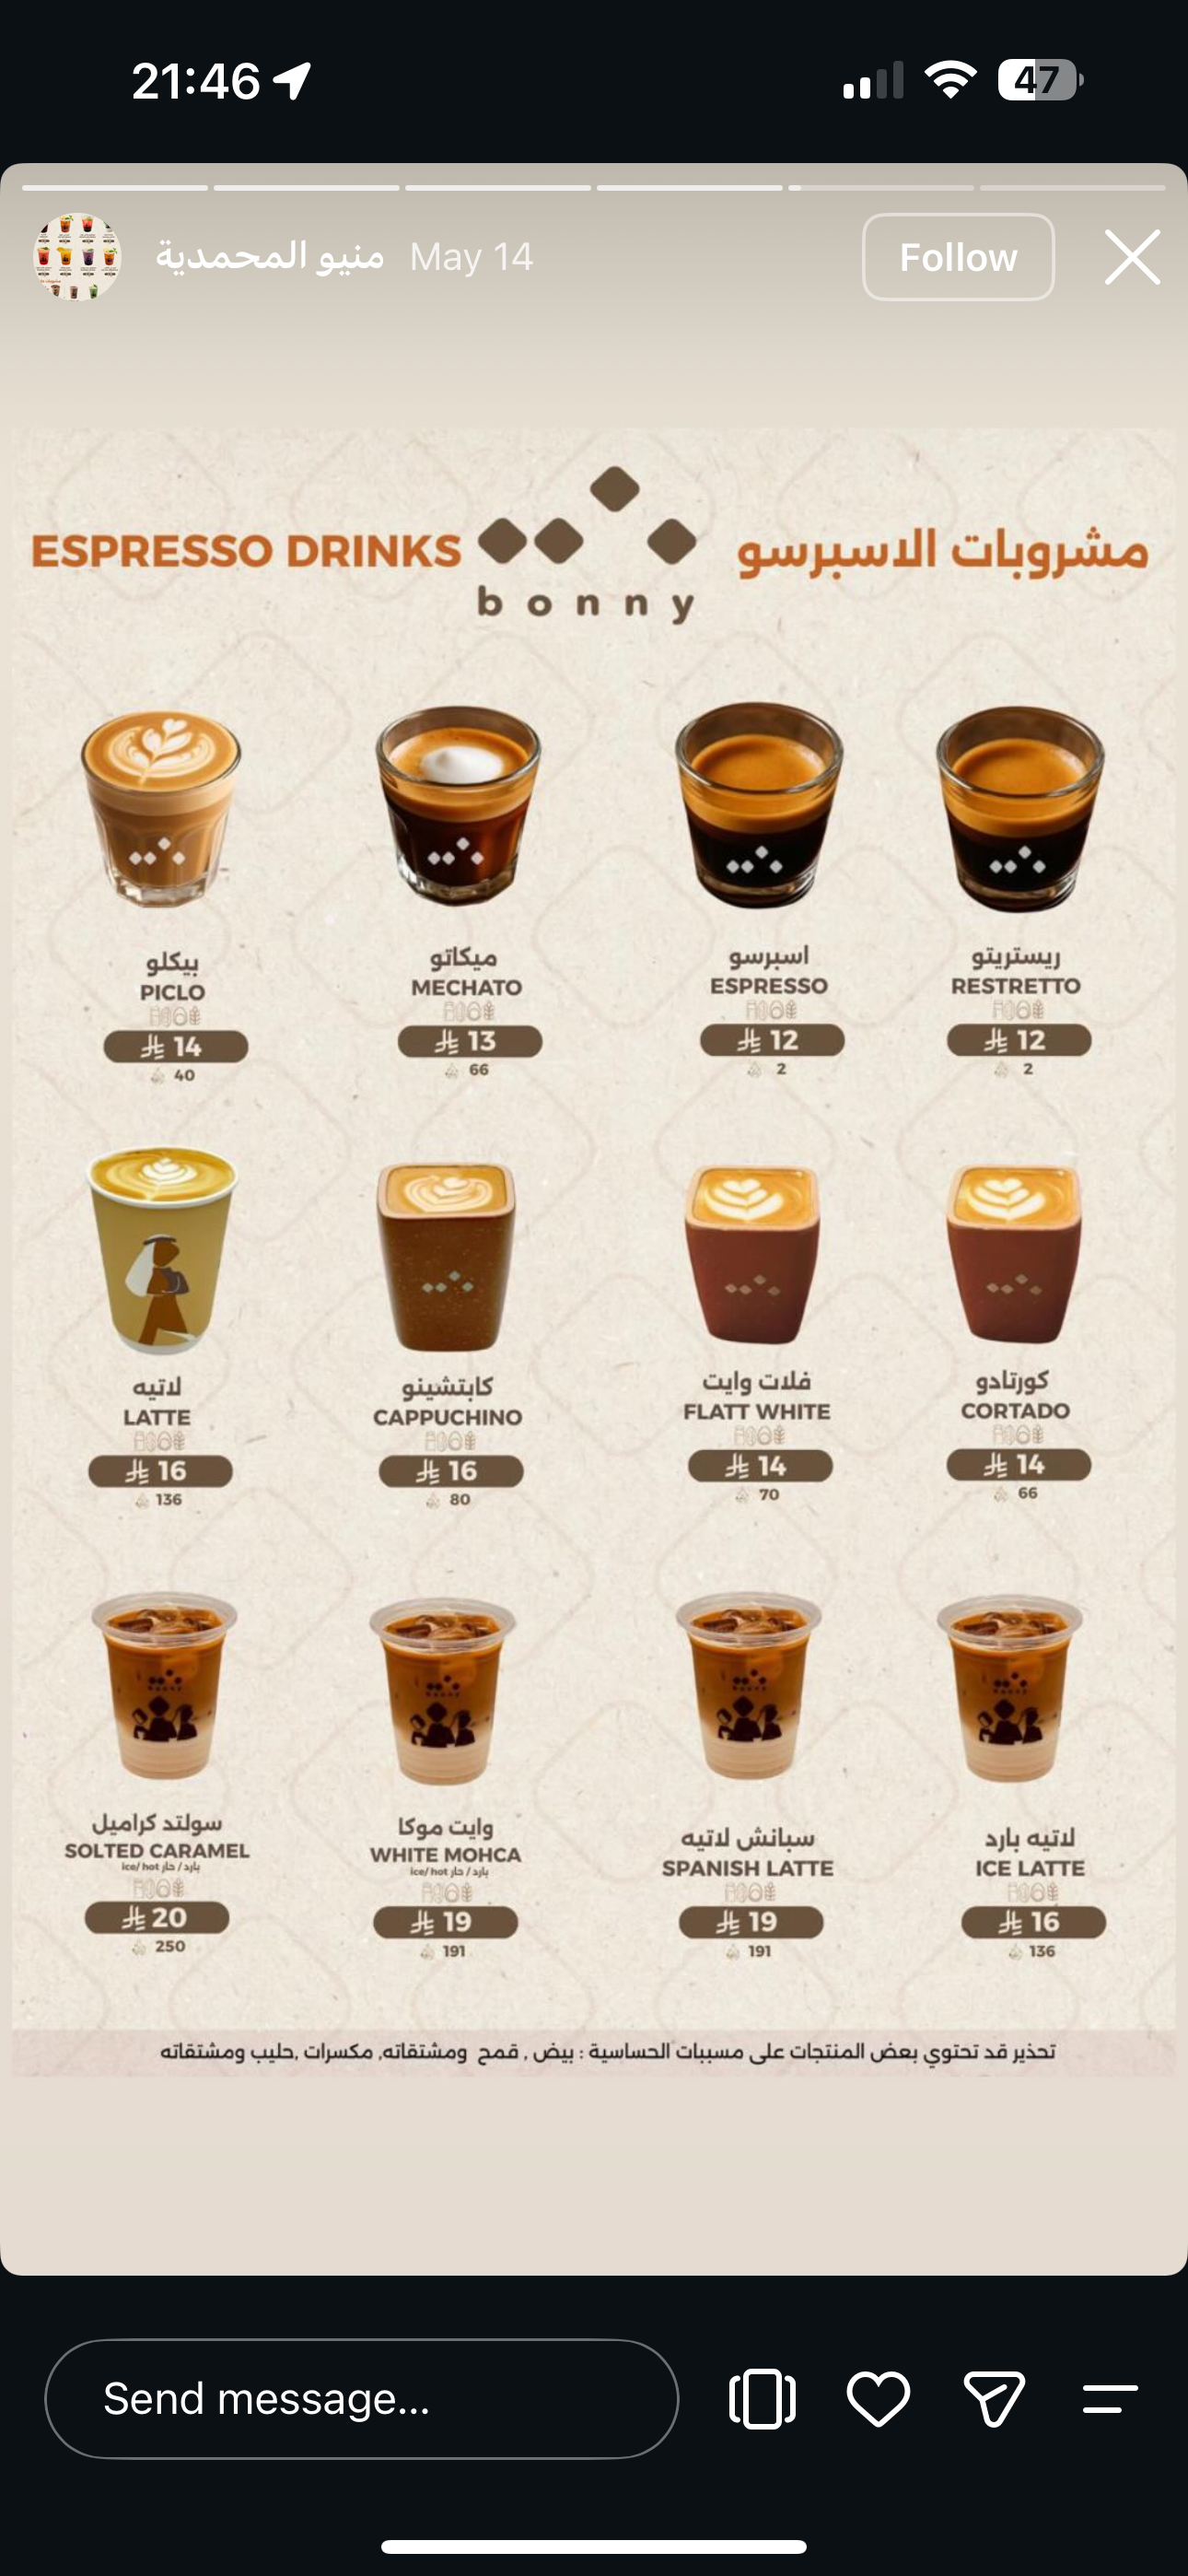 21:46
47
منيو المحمدية May 14
Follow
ESPRESSO DRINKS
bonny
مشروبات الاسبرسو
بيكلو
PICLO
14
40
ميكاتو
MECHATO
13
66
اسبرسو
ESPRESSO
12
2
ريستريتو
RESTRETTO
12
2
لاتيه
LATTE
16
136
كابتشينو
CAPPUCHINO
16
80
فلات وايت
FLATT WHITE
14
70
كورتادو
CORTADO
14
66
سولتد كراميل
SOLTED CARAMEL
ice/ hot بارد / حار
20
250
وايت موكا
WHITE MOHCA
ice/ hot بارد / حار
19
191
سبانش لاتيه
SPANISH LATTE
19
191
لاتيه بارد
ICE LATTE
16
136
تحذير قد تحتوي بعض المنتجات على مسببات الحساسية : بيض , قمح ومشتقاته, مكسرات ,حليب ومشتقاته
Send message...